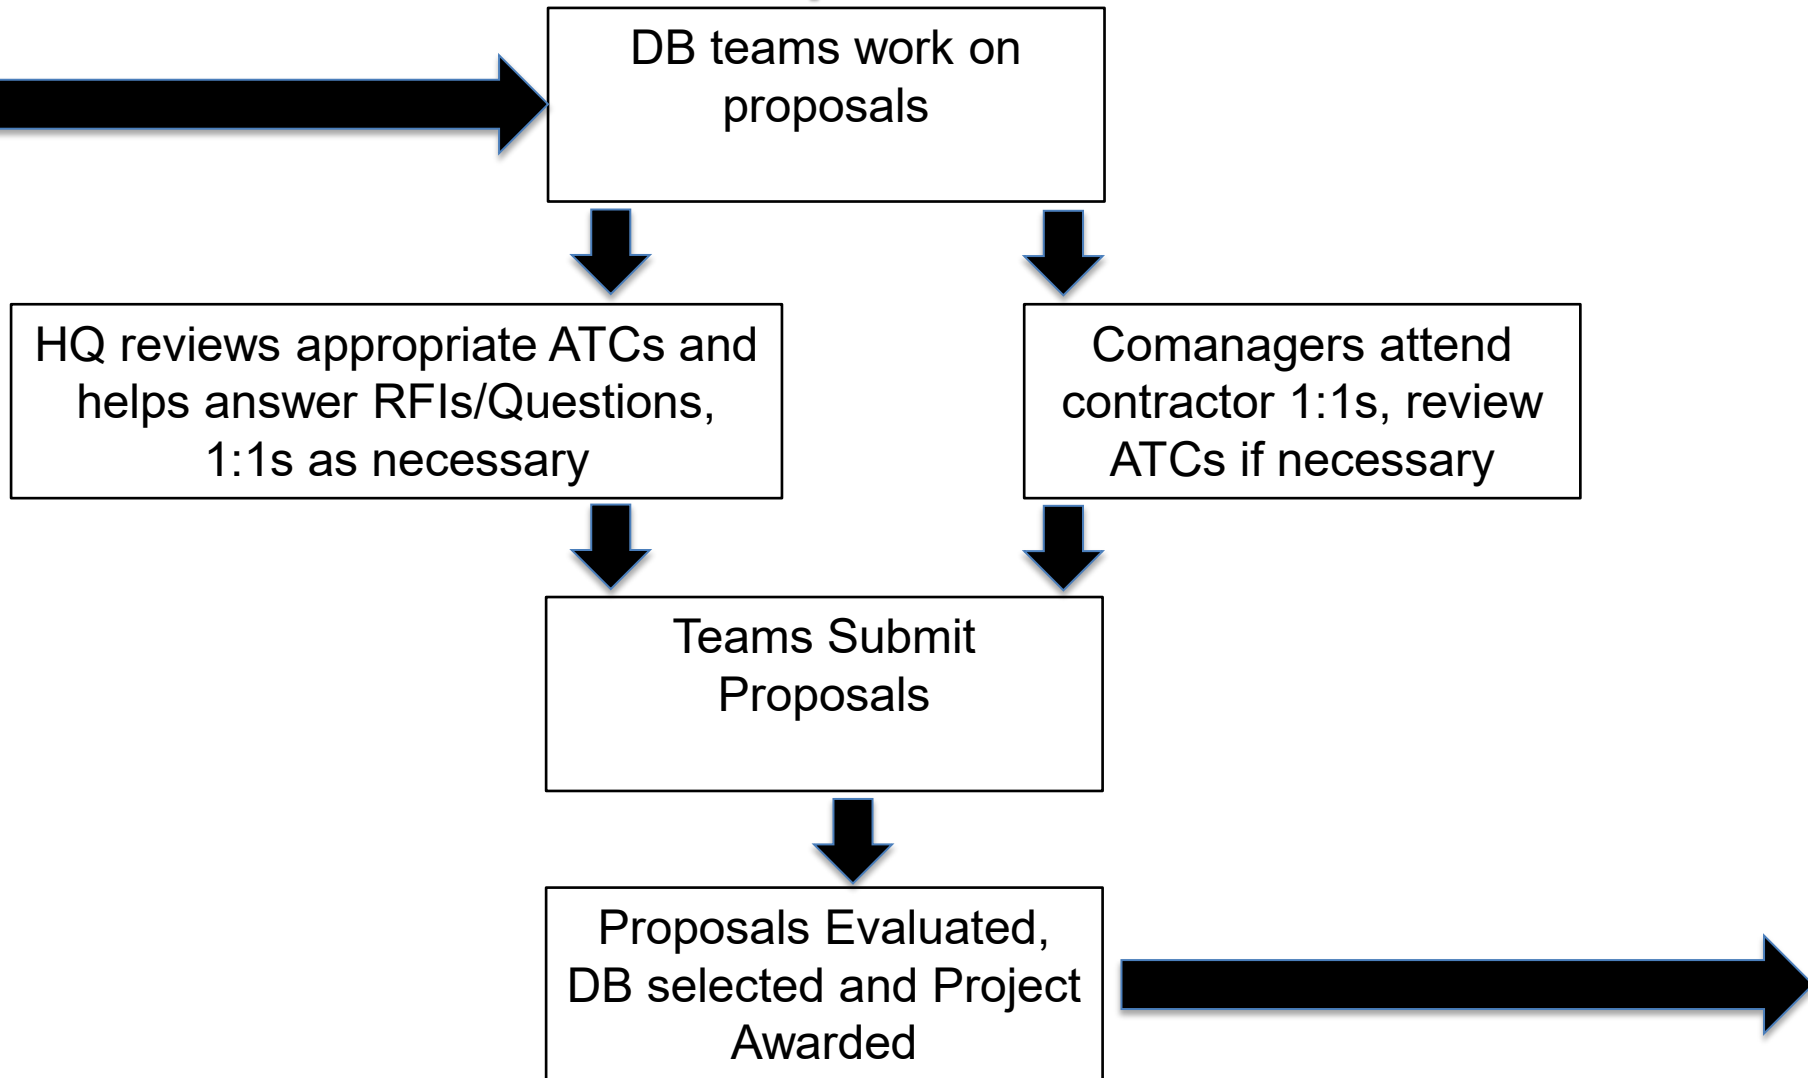 DB teams work on
proposals
HQ reviews appropriate ATCs and
helps answer RFIs/Questions,
1:1s as necessary
Comanagers attend
contractor 1:1s, review
ATCs if necessary
Teams Submit
Proposals
Proposals Evaluated,
DB selected and Project
Awarded